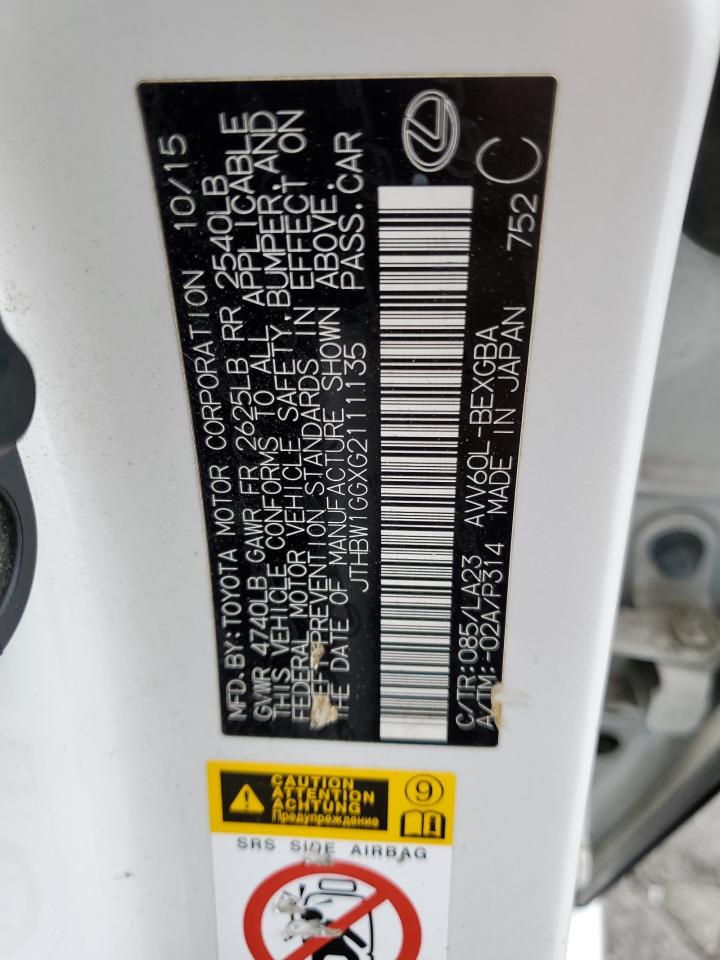 MFD. BY: TOYOTA MOTOR CORPORATION 10/15
GVWR 4740LB GAWR FR 2625LB RR 2540LB
THIS VEHICLE CONFORMS TO ALL APPLICABLE
FEDERAL MOTOR VEHICLE SAFETY, BUMPER, AND
THEFT PREVENTION STANDARDS IN EFFECT ON
THE DATE OF MANUFACTURE SHOWN ABOVE.
JTHBW1GGXG2111135 PASS. CAR
C/TR: 085/LA23 AVV60L-BEXGBA
A/TM: -02A/P314 MADE IN JAPAN 752 C
CAUTION
ATTENTION
ACHTUNG
Предупреждение
9
SRS SIDE AIRBAG